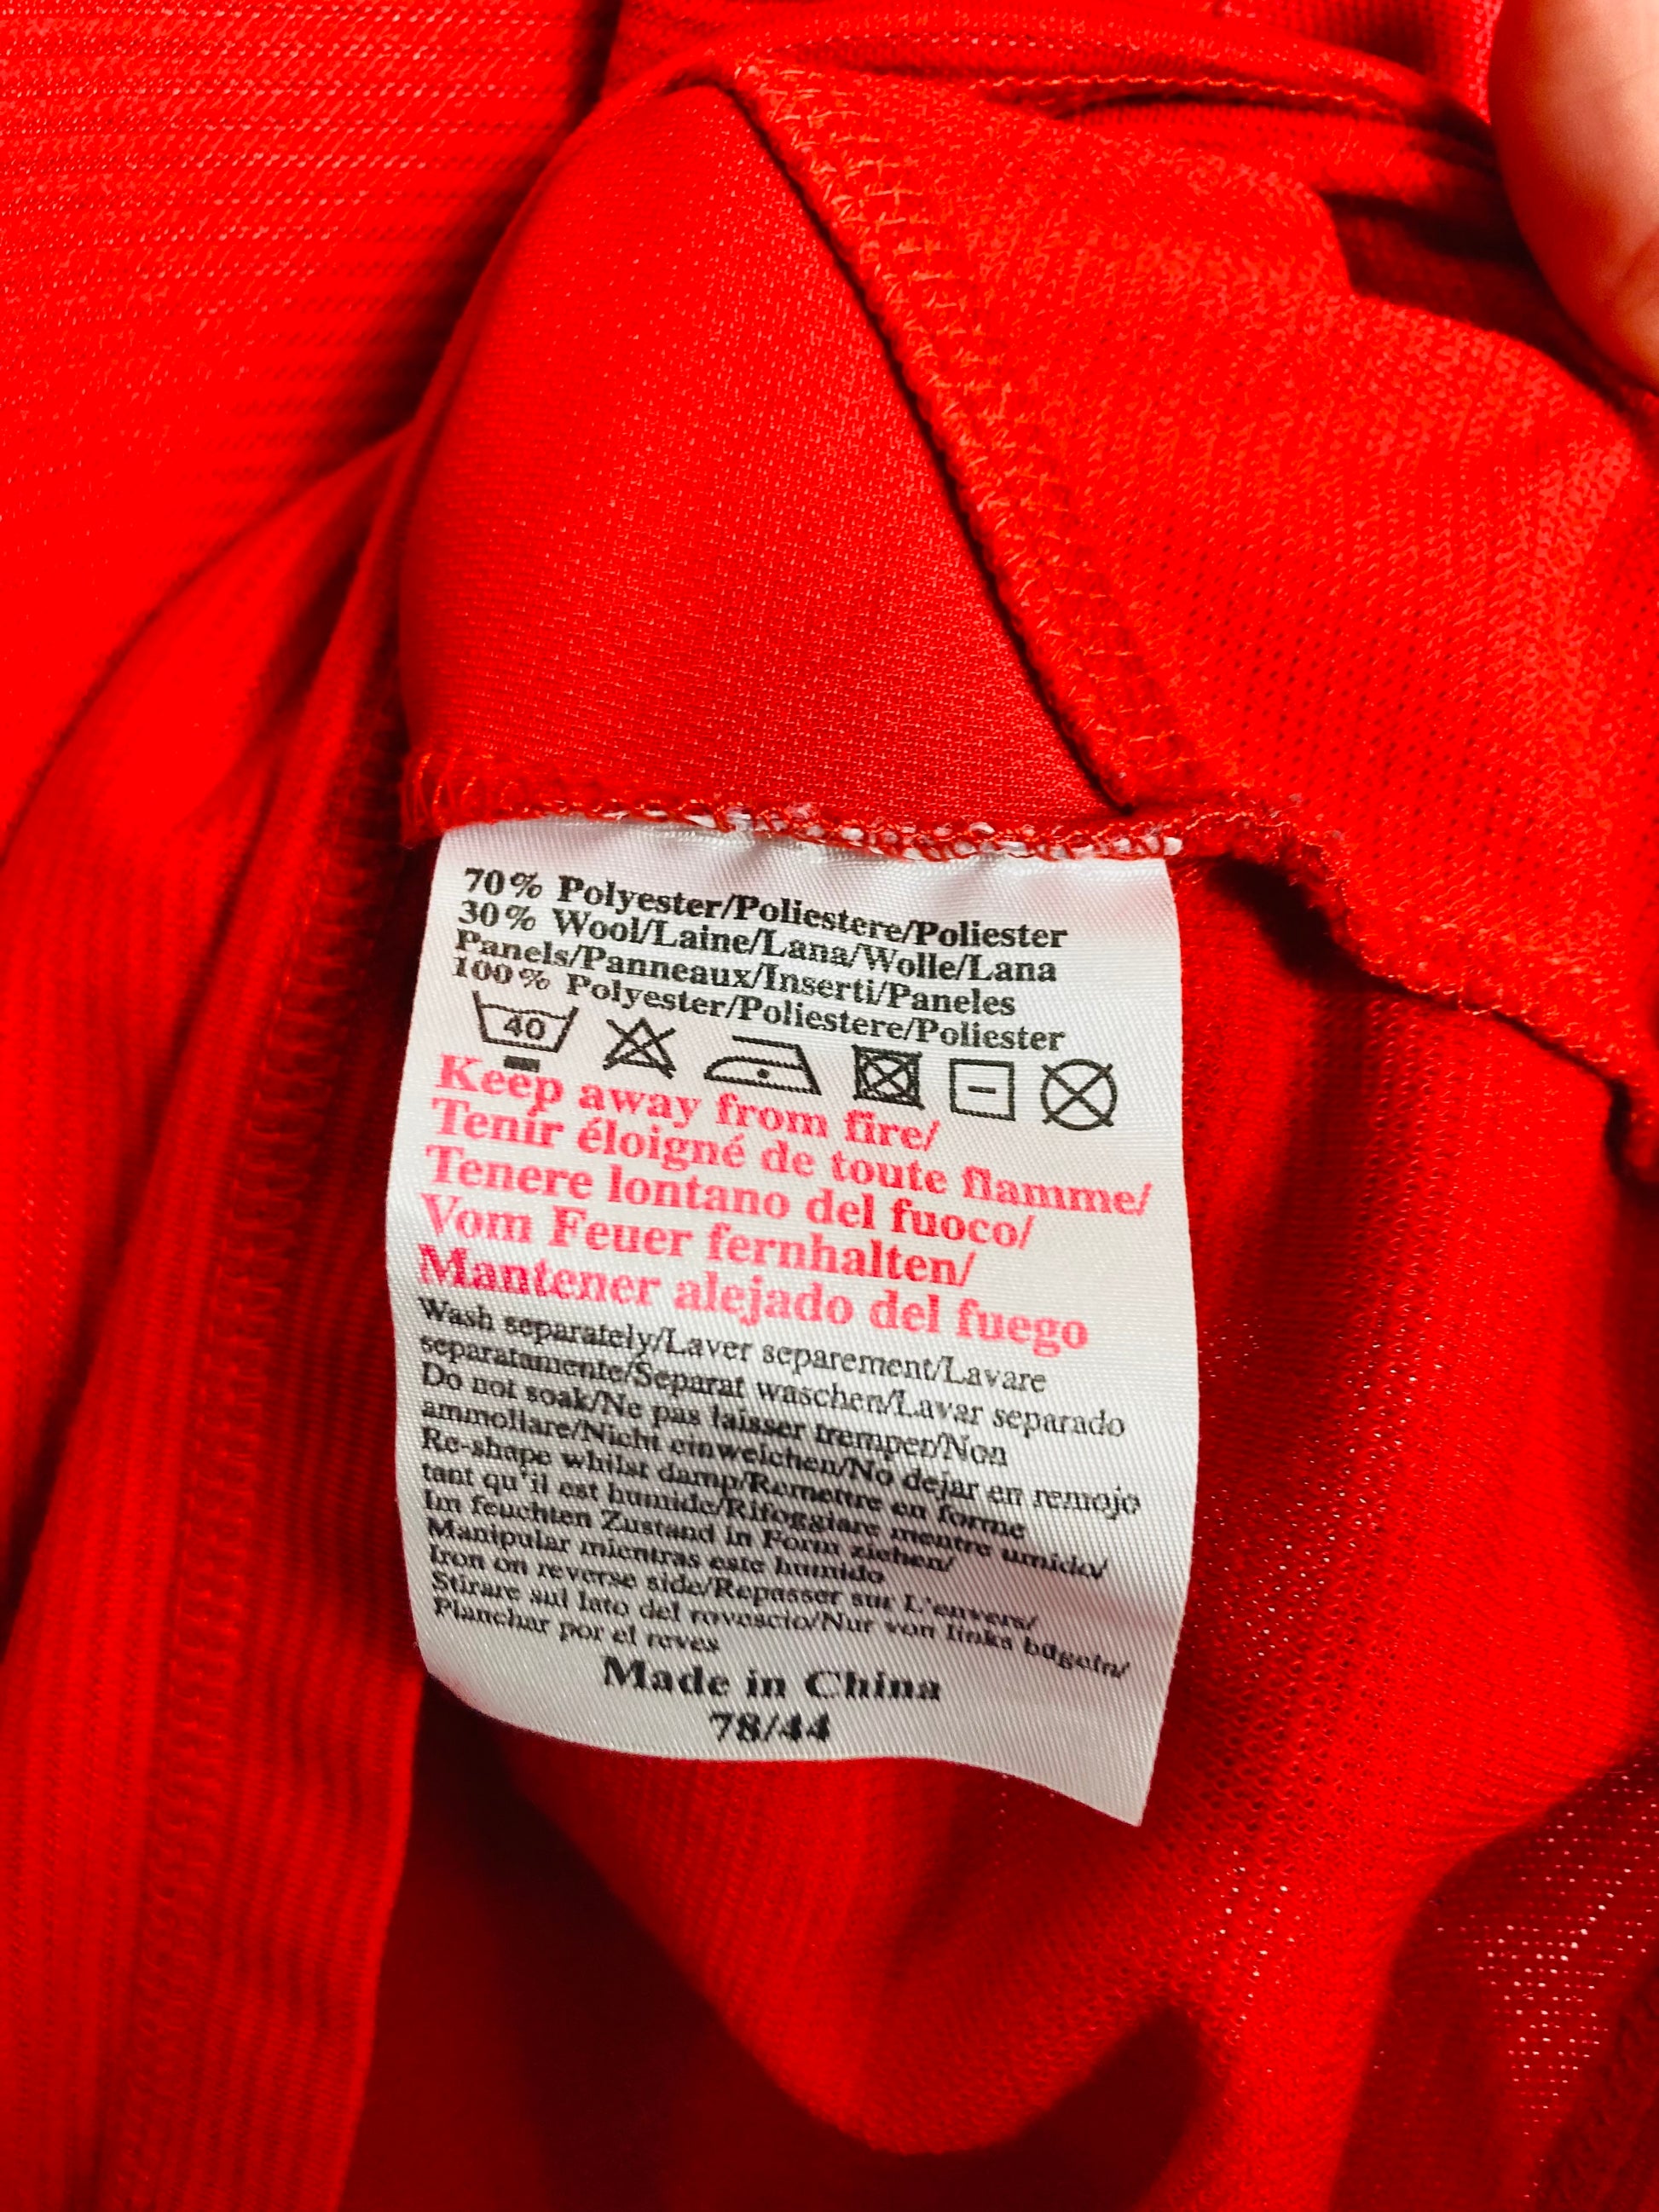 70% Polyester/Poliestere/Poliester
30% Wool/Laine/Lana/Wolle/Lana
Panels/Panneaux/Inserti/Paneles
100% Polyester/Poliestere/Poliester
40
Keep away from fire/
Tenir éloigné de toute flamme/
Tenere lontano del fuoco/
Vom Feuer fernhalten/
Mantener alejado del fuego
Wash separately/Laver separement/Lavare
separatamente/Separat waschen/Lavar separado
Do not soak/Ne pas laisser tremper/Non
ammollare/Nicht einweichen/No dejar en remojo
Re-shape whilst damp/Remettre en forme
tant qu'il est humide/Rifoggiare mentre umido/
Im feuchten Zustand in Form ziehen/
Manipular mientras este humido
Iron on reverse side/Repasser sur L'envers/
Stirare sul lato del rovescio/Nur von links bügeln/
Planchar por el reves
Made in China
78/44